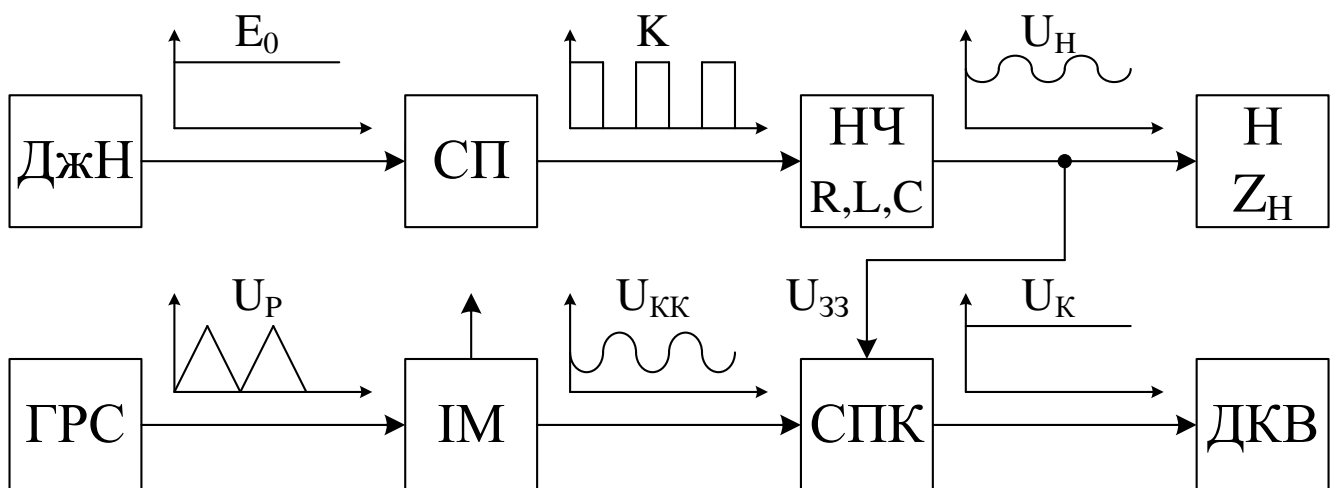 E₀
K
Uн
ДжН
СП
НЧ
R,L,C
Н
Zн
Uр
Uкк
Uзз
Uк
ГРС
ІМ
СПК
ДКВ